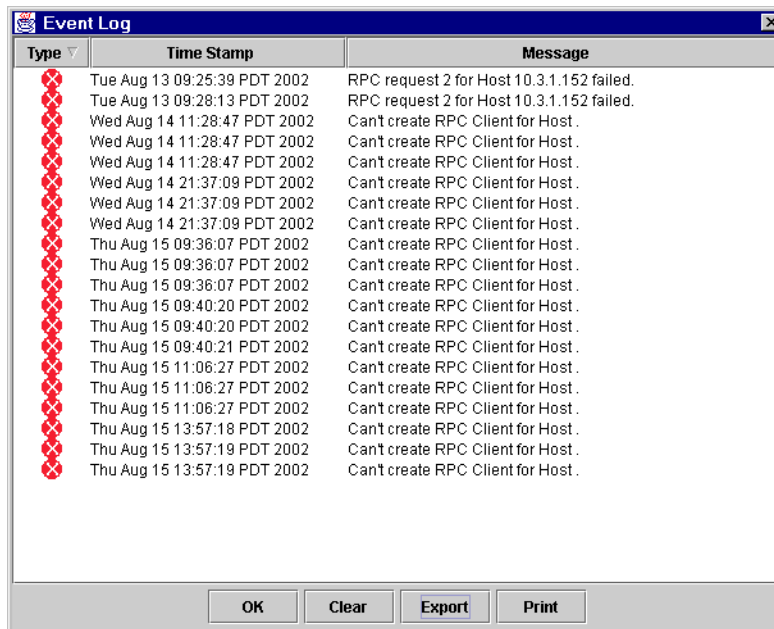 Event Log
Type Time Stamp Message
Tue Aug 13 09:25:39 PDT 2002 RPC request 2 for Host 10.3.1.152 failed.
Tue Aug 13 09:28:13 PDT 2002 RPC request 2 for Host 10.3.1.152 failed.
Wed Aug 14 11:28:47 PDT 2002 Can't create RPC Client for Host .
Wed Aug 14 11:28:47 PDT 2002 Can't create RPC Client for Host .
Wed Aug 14 11:28:47 PDT 2002 Can't create RPC Client for Host .
Wed Aug 14 21:37:09 PDT 2002 Can't create RPC Client for Host .
Wed Aug 14 21:37:09 PDT 2002 Can't create RPC Client for Host .
Wed Aug 14 21:37:09 PDT 2002 Can't create RPC Client for Host .
Thu Aug 15 09:36:07 PDT 2002 Can't create RPC Client for Host .
Thu Aug 15 09:36:07 PDT 2002 Can't create RPC Client for Host .
Thu Aug 15 09:36:07 PDT 2002 Can't create RPC Client for Host .
Thu Aug 15 09:40:20 PDT 2002 Can't create RPC Client for Host .
Thu Aug 15 09:40:20 PDT 2002 Can't create RPC Client for Host .
Thu Aug 15 09:40:21 PDT 2002 Can't create RPC Client for Host .
Thu Aug 15 11:06:27 PDT 2002 Can't create RPC Client for Host .
Thu Aug 15 11:06:27 PDT 2002 Can't create RPC Client for Host .
Thu Aug 15 11:06:27 PDT 2002 Can't create RPC Client for Host .
Thu Aug 15 13:57:18 PDT 2002 Can't create RPC Client for Host .
Thu Aug 15 13:57:19 PDT 2002 Can't create RPC Client for Host .
Thu Aug 15 13:57:19 PDT 2002 Can't create RPC Client for Host .
OK Clear Export Print